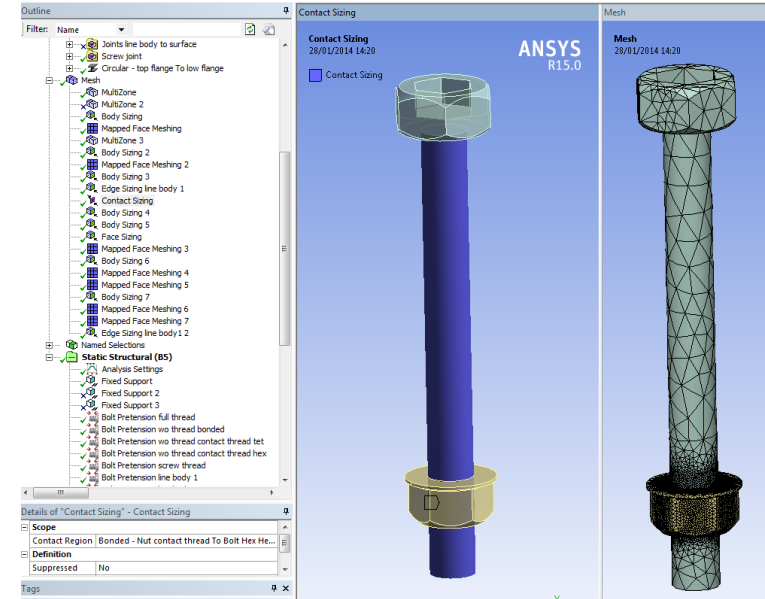 Outline
Filter: Name
Joints line body to surface
Screw joint
Circular - top flange To low flange
Mesh
MultiZone
MultiZone 2
Body Sizing
Mapped Face Meshing
MultiZone 3
Body Sizing 2
Mapped Face Meshing 2
Body Sizing 3
Edge Sizing line body 1
Contact Sizing
Body Sizing 4
Body Sizing 5
Face Sizing
Mapped Face Meshing 3
Body Sizing 6
Mapped Face Meshing 4
Mapped Face Meshing 5
Body Sizing 7
Mapped Face Meshing 6
Mapped Face Meshing 7
Edge Sizing line body1 2
Named Selections
Static Structural (B5)
Analysis Settings
Fixed Support
Fixed Support 2
Fixed Support 3
Bolt Pretension full thread
Bolt Pretension wo thread bonded
Bolt Pretension wo thread contact thread tet
Bolt Pretension wo thread contact thread hex
Bolt Pretension screw thread
Bolt Pretension line body 1
Details of "Contact Sizing" - Contact Sizing
Scope
Contact Region Bonded - Nut contact thread To Bolt Hex He...
Definition
Suppressed No
Tags
Contact Sizing
Contact Sizing
28/01/2014 14:20
Contact Sizing
ANSYS
R15.0
Mesh
Mesh
28/01/2014 14:20
Y